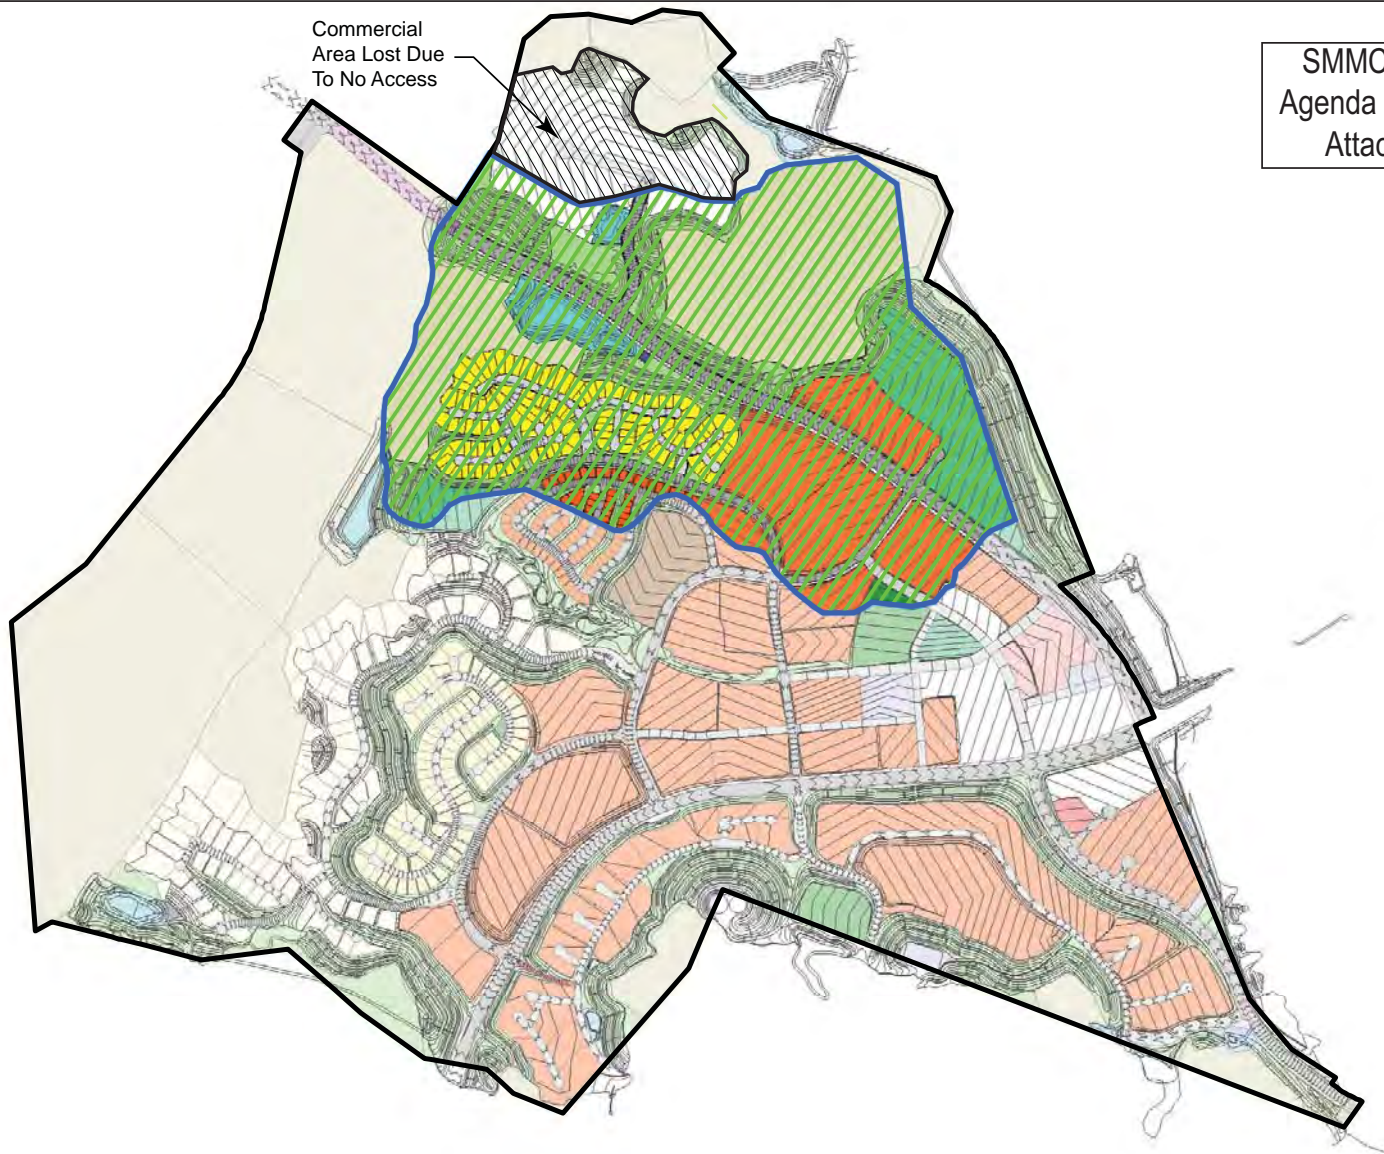 Commercial
Area Lost Due
To No Access
SMMC
Agenda
Attac